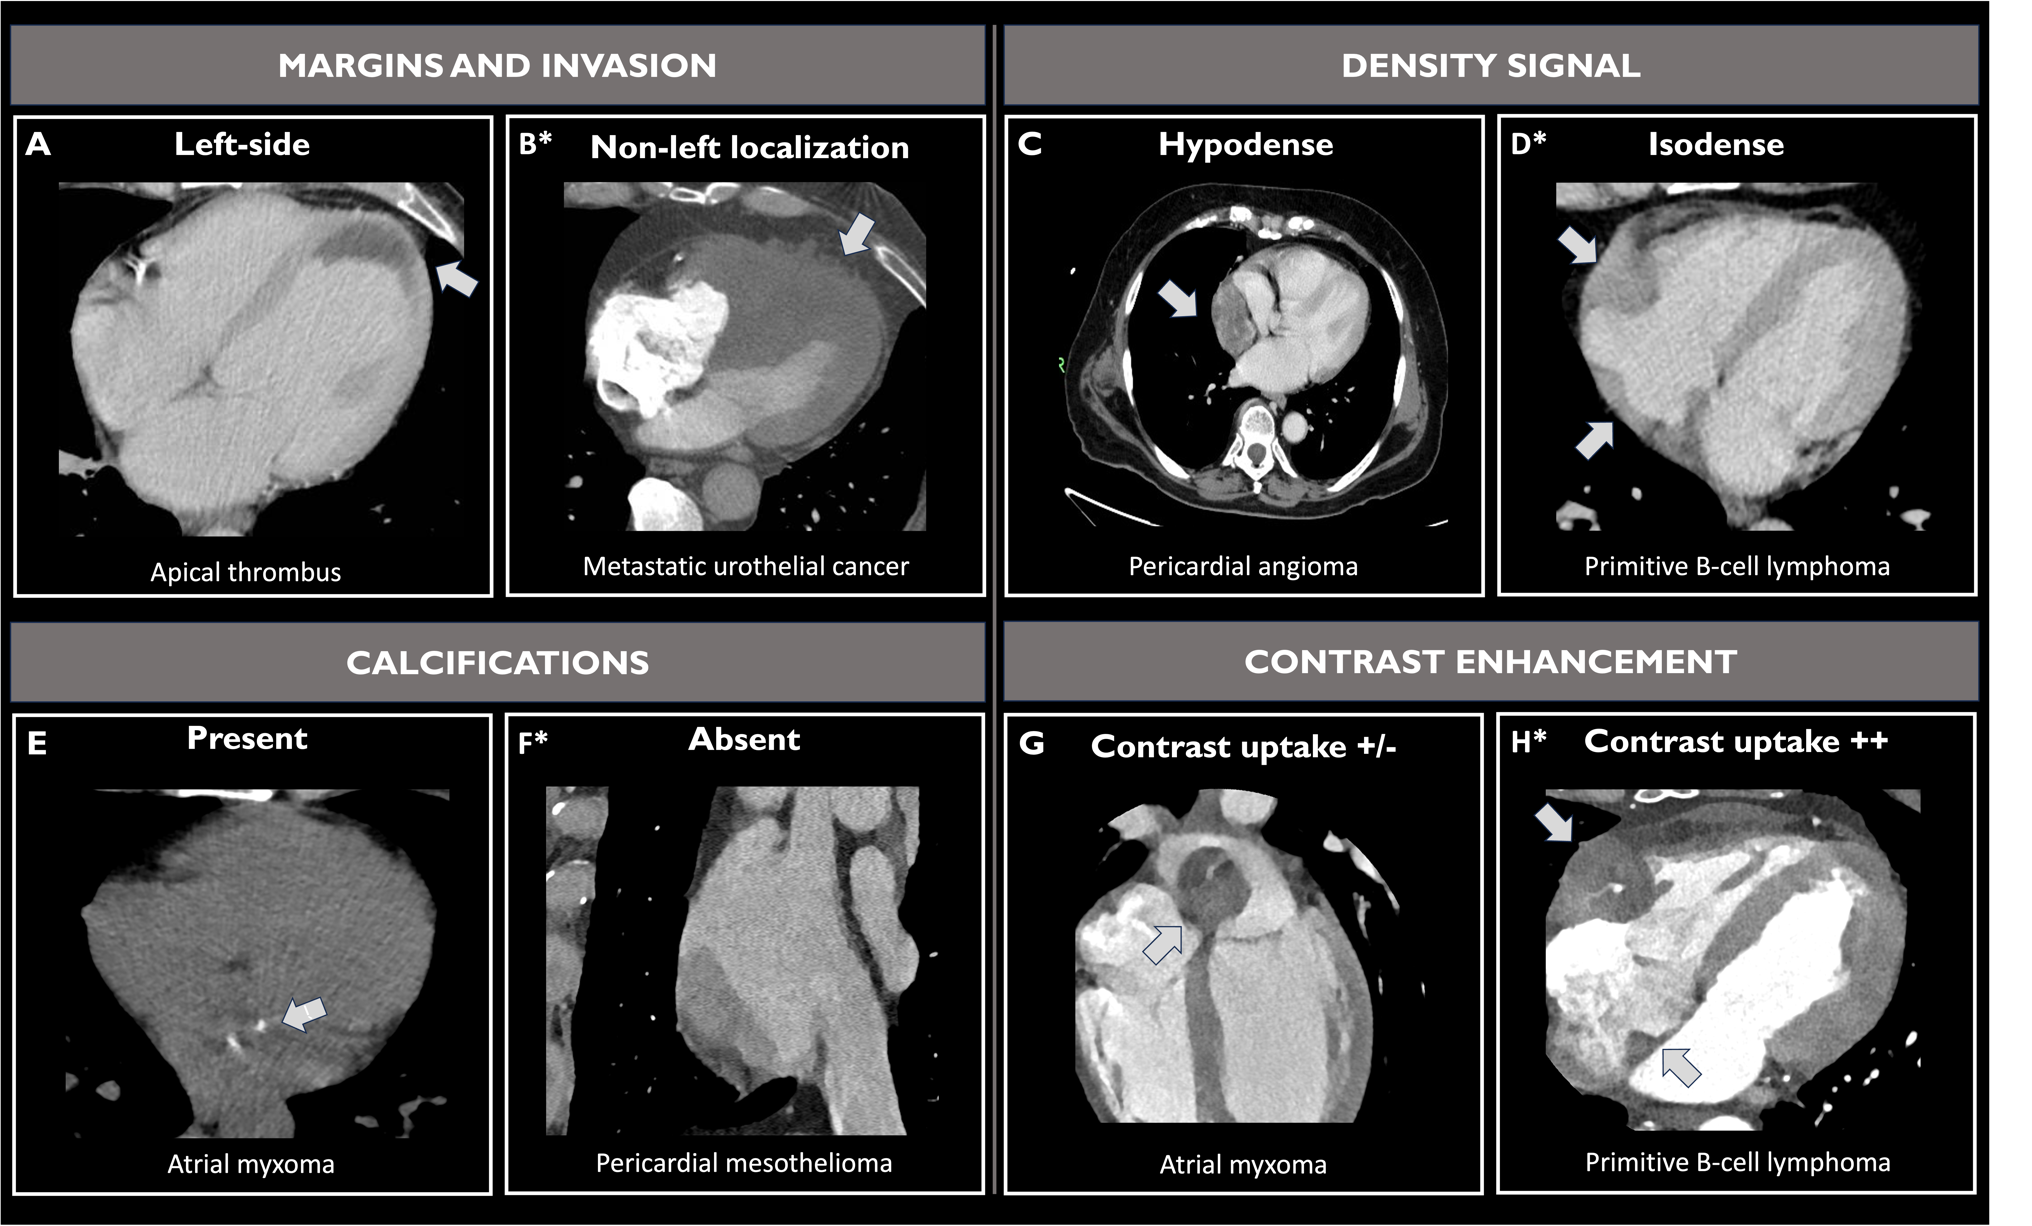 MARGINS AND INVASION
DENSITY SIGNAL
A
Left-side
B*
Non-left localization
C
Hypodense
D*
Isodense
R
Apical thrombus
Metastatic urothelial cancer
Pericardial angioma
Primitive B-cell lymphoma
CALCIFICATIONS
CONTRAST ENHANCEMENT
E
Present
F*
Absent
G
Contrast uptake +/-
H*
Contrast uptake ++
Atrial myxoma
Pericardial mesothelioma
Atrial myxoma
Primitive B-cell lymphoma